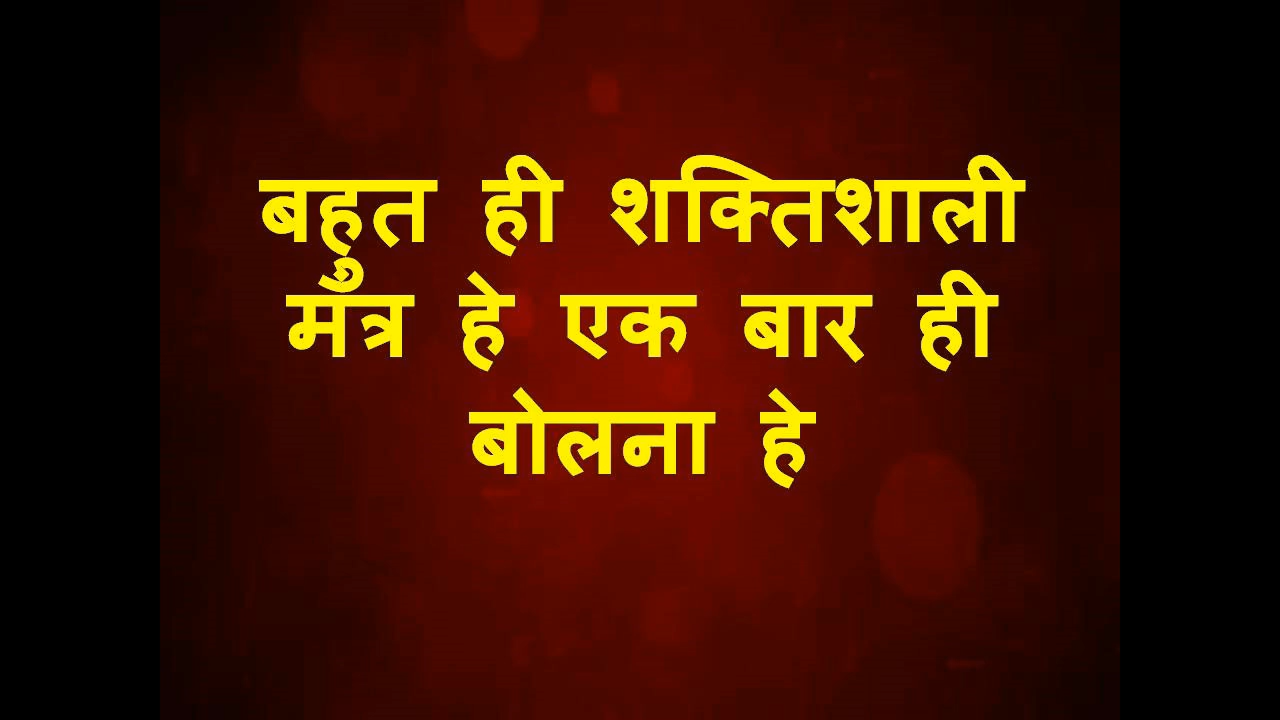 बहुत ही शक्तिशाली
मंत्र हे एक बार ही
बोलना हे